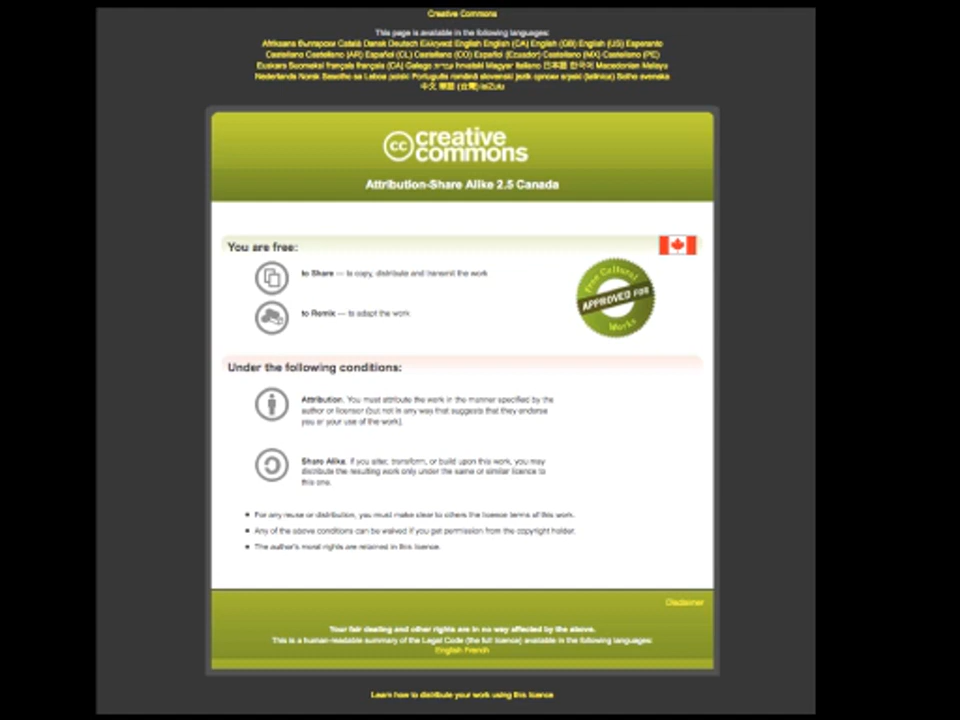 Creative Commons
This page is available in the following languages:
Afrikaans български Català Dansk Deutsch Ελληνικά English English (CA) English (GB) English (US) Esperanto
Castellano Castellano (AR) Español (CL) Castellano (CO) Español (Ecuador) Castellano (MX) Castellano (PE)
Euskara Suomeksi français français (CA) Galego עברית hrvatski Magyar Italiano 日本語 한국어 Macedonian Melayu
Nederlands Norsk Sesotho sa Leboa polski Português română slovenski jezik српски srpski (latinica) Sotho svenska
中文 華語 (台灣) isiZulu
cc creative commons
Attribution-Share Alike 2.5 Canada
You are free:
to Share — to copy, distribute and transmit the work
to Remix — to adapt the work
Free Cultural
APPROVED FOR
Works
Under the following conditions:
Attribution. You must attribute the work in the manner specified by the
author or licensor (but not in any way that suggests that they endorse
you or your use of the work).
Share Alike. If you alter, transform, or build upon this work, you may
distribute the resulting work only under the same or similar licence to
this one.
For any reuse or distribution, you must make clear to others the licence terms of this work.
Any of the above conditions can be waived if you get permission from the copyright holder.
The author's moral rights are retained in this licence.
Disclaimer
Your fair dealing and other rights are in no way affected by the above.
This is a human-readable summary of the Legal Code (the full licence) available in the following languages:
English French
Learn how to distribute your work using this licence